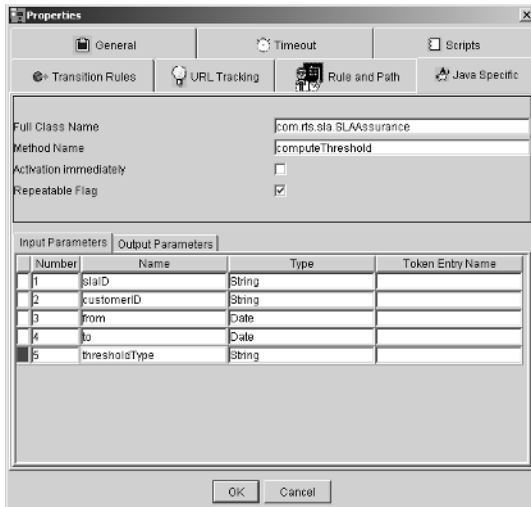 Properties
General Timeout Scripts
Transition Rules URL Tracking Rule and Path Java Specific
Full Class Name com.rts.sla.SLAAssurance
Method Name computeThreshold
Activation immediately
Repeatable Flag
Input Parameters Output Parameters
Number Name Type Token Entry Name
1 slaID String
2 customerID String
3 from Date
4 to Date
5 thresholdType String
OK Cancel